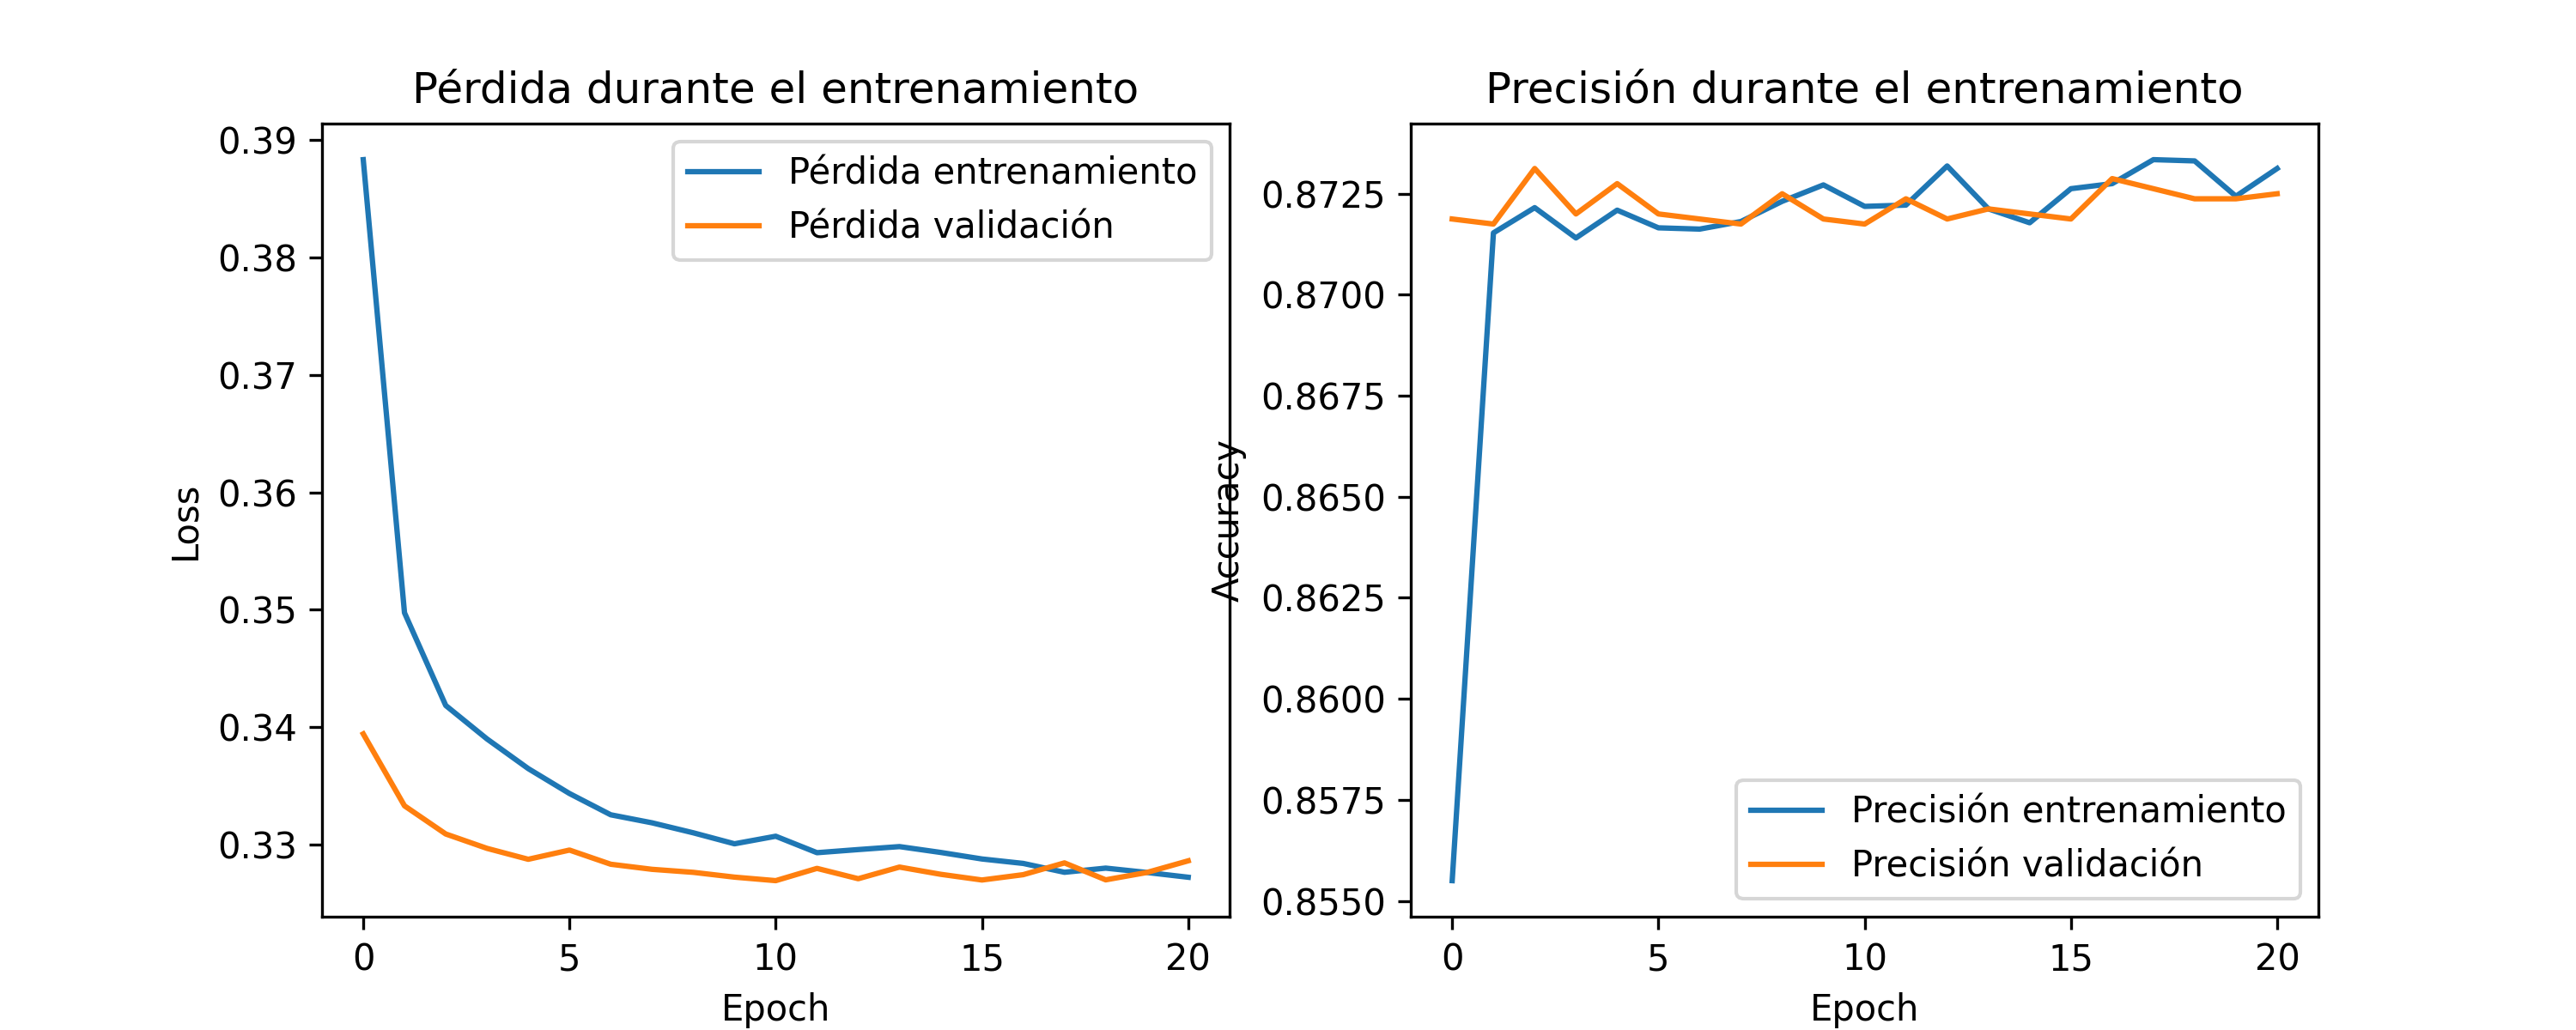 Pérdida durante el entrenamiento
0.39
0.38
0.37
0.36
0.35
0.34
0.33
Loss
Pérdida entrenamiento
Pérdida validación
0 5 10 15 20
Epoch
Precisión durante el entrenamiento
0.8725
0.8700
0.8675
0.8650
0.8625
0.8600
0.8575
0.8550
Accuracy
Precisión entrenamiento
Precisión validación
0 5 10 15 20
Epoch